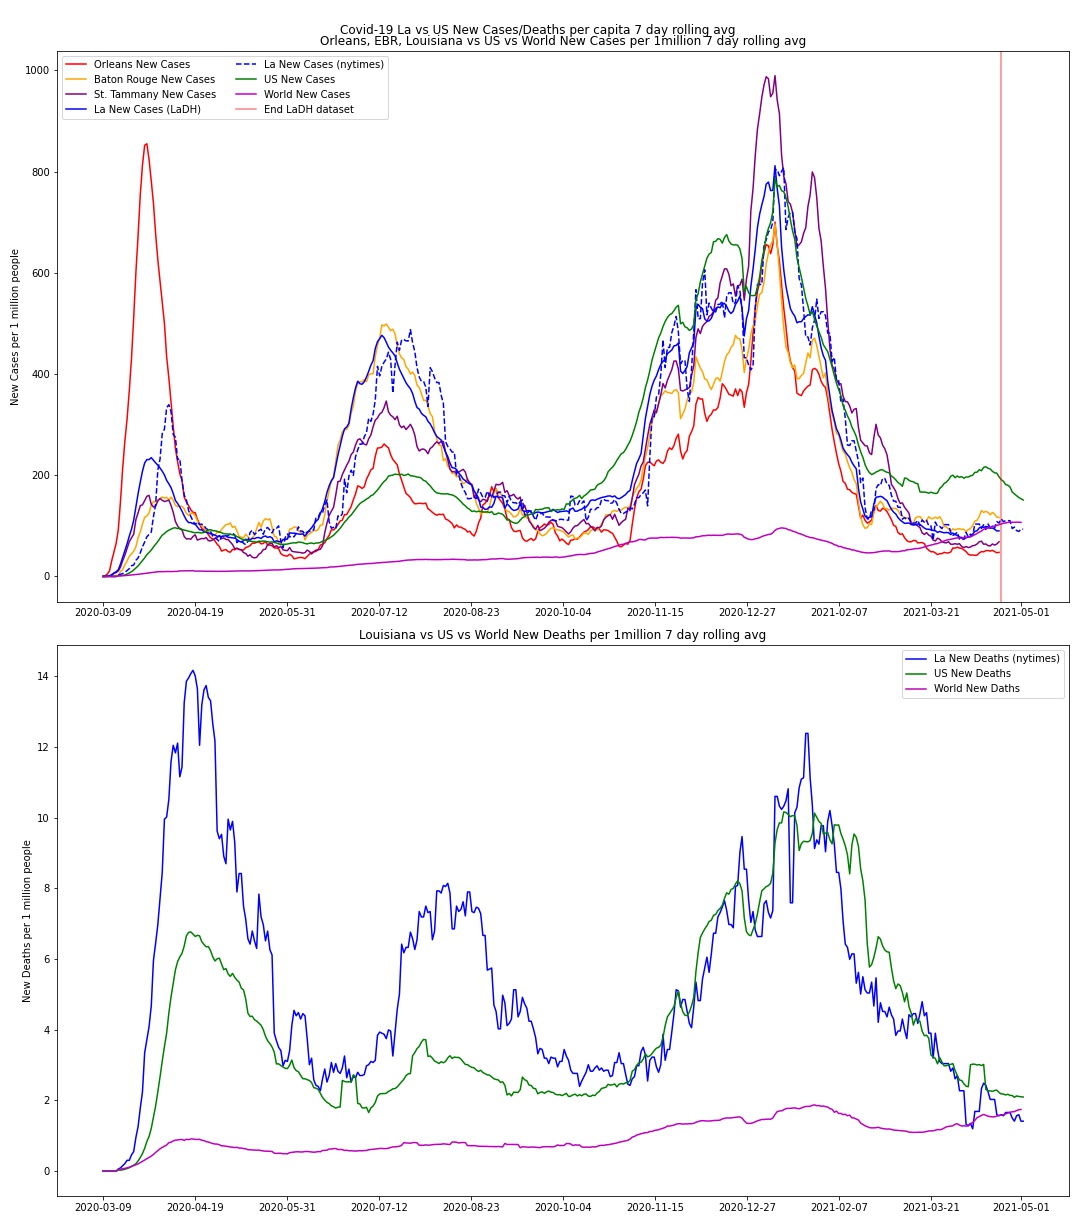 Covid-19 La vs US New Cases/Deaths per capita 7 day rolling avg
Orleans, EBR, Louisiana vs US vs World New Cases per 1million 7 day rolling avg
Orleans New Cases
Baton Rouge New Cases
St. Tammany New Cases
La New Cases (LaDH)
La New Cases (nytimes)
US New Cases
World New Cases
End LaDH dataset
New Cases per 1 million people
1000
800
600
400
200
0
2020-03-09 2020-04-19 2020-05-31 2020-07-12 2020-08-23 2020-10-04 2020-11-15 2020-12-27 2021-02-07 2021-03-21 2021-05-01
Louisiana vs US vs World New Deaths per 1million 7 day rolling avg
La New Deaths (nytimes)
US New Deaths
World New Daths
New Deaths per 1 million people
14
12
10
8
6
4
2
0
2020-03-09 2020-04-19 2020-05-31 2020-07-12 2020-08-23 2020-10-04 2020-11-15 2020-12-27 2021-02-07 2021-03-21 2021-05-01